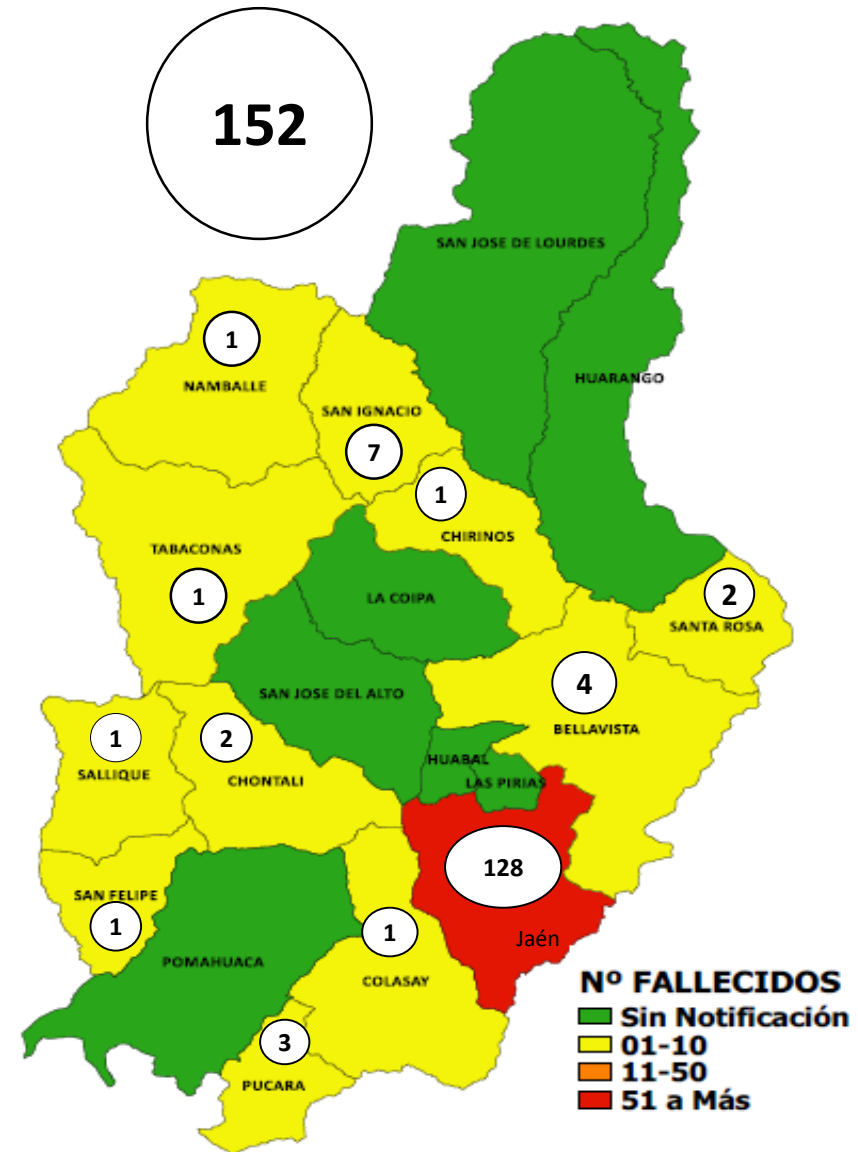 152
SAN JOSE DE LOURDES
1
NAMBALLE
HUARANGO
SAN IGNACIO
7
1
CHIRINOS
TABACONAS
1
LA COIPA
2
SANTA ROSA
4
BELLAVISTA
SAN JOSE DEL ALTO
1
SALLIQUE
2
CHONTALI
HUABAL
LAS PIRIAS
128
Jaén
SAN FELIPE
1
POMAHUACA
1
COLASAY
3
PUCARA
Nº FALLECIDOS
Sin Notificación
01-10
11-50
51 a Más